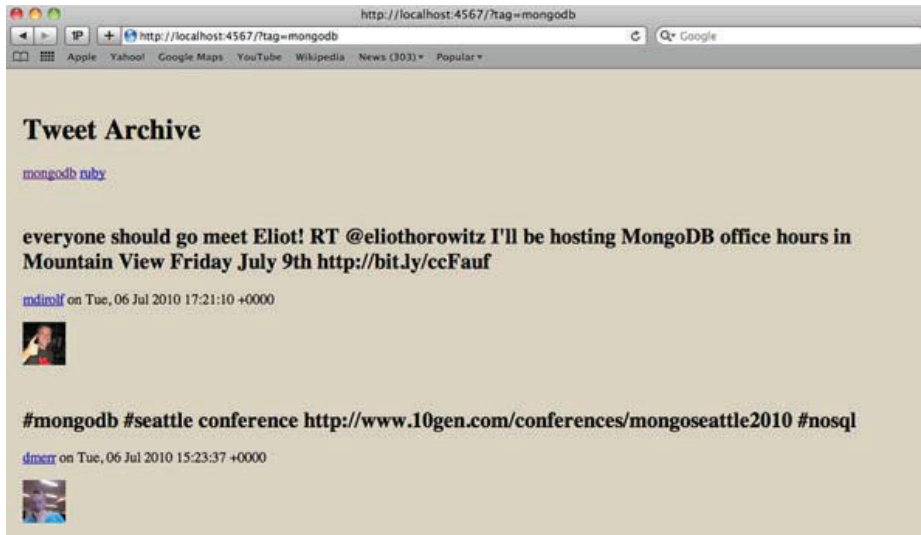 http://localhost:4567/?tag=mongodb
1P + http://localhost:4567/?tag=mongodb Google
Apple Yahoo! Google Maps YouTube Wikipedia News (303) Popular
Tweet Archive
mongodb ruby
everyone should go meet Eliot! RT @eliothorowitz I'll be hosting MongoDB office hours in
Mountain View Friday July 9th http://bit.ly/ccFauf
mdirolf on Tue, 06 Jul 2010 17:21:10 +0000
#mongodb #seattle conference http://www.10gen.com/conferences/mongoseattle2010 #nosql
dmerr on Tue, 06 Jul 2010 15:23:37 +0000